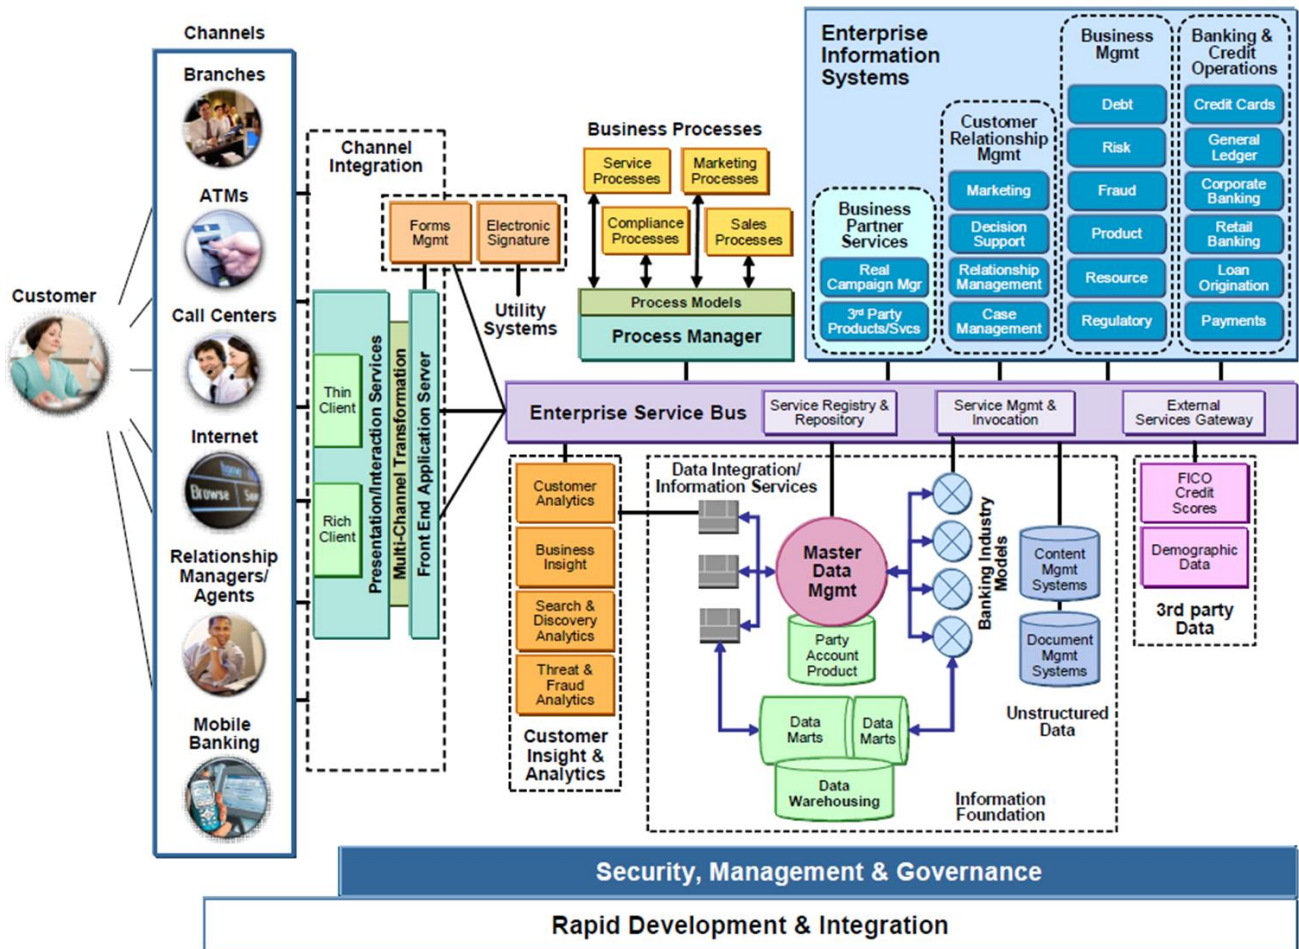 Channels
Branches
ATMs
Customer
Call Centers
Internet
Browse
Relationship
Managers/
Agents
Mobile
Banking
Channel
Integration
Forms
Mgmt
Electronic
Signature
Utility
Systems
Thin
Client
Rich
Client
Presentation/Interaction Services
Multi-Channel Transformation
Front End Application Server
Business Processes
Service
Processes
Marketing
Processes
Compliance
Processes
Sales
Processes
Process Models
Process Manager
Enterprise
Information
Systems
Business
Partner
Services
Real
Campaign Mgr
3rd Party
Products/Svcs
Customer
Relationship
Mgmt
Marketing
Decision
Support
Relationship
Management
Case
Management
Business
Mgmt
Debt
Risk
Fraud
Product
Resource
Regulatory
Banking &
Credit
Operations
Credit Cards
General
Ledger
Corporate
Banking
Retail
Banking
Loan
Origination
Payments
Enterprise Service Bus
Service Registry &
Repository
Service Mgmt &
Invocation
External
Services Gateway
Customer
Analytics
Business
Insight
Search &
Discovery
Analytics
Threat &
Fraud
Analytics
Customer
Insight &
Analytics
Data Integration/
Information Services
Master
Data
Mgmt
Party
Account
Product
Data
Marts
Data
Marts
Data
Warehousing
Banking Industry
Models
Content
Mgmt
Systems
Document
Mgmt
Systems
Unstructured
Data
Information
Foundation
FICO
Credit
Scores
Demographic
Data
3rd party
Data
Security, Management & Governance
Rapid Development & Integration